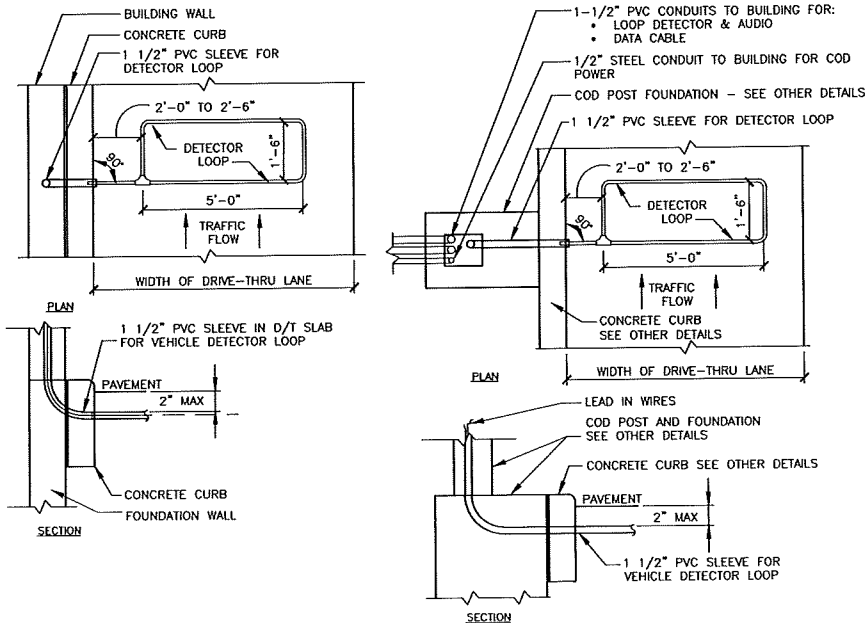 BUILDING WALL
CONCRETE CURB
1 1/2" PVC SLEEVE FOR
DETECTOR LOOP
2'-0" TO 2'-6"
90°
DETECTOR
LOOP
1'-6"
5'-0"
TRAFFIC
FLOW
WIDTH OF DRIVE-THRU LANE
PLAN
1 1/2" PVC SLEEVE IN D/T SLAB
FOR VEHICLE DETECTOR LOOP
PAVEMENT
2" MAX
CONCRETE CURB
FOUNDATION WALL
SECTION
1-1/2" PVC CONDUITS TO BUILDING FOR:
• LOOP DETECTOR & AUDIO
• DATA CABLE
1/2" STEEL CONDUIT TO BUILDING FOR COD
POWER
COD POST FOUNDATION - SEE OTHER DETAILS
1 1/2" PVC SLEEVE FOR DETECTOR LOOP
2'-0" TO 2'-6"
90°
DETECTOR
LOOP
1'-6"
5'-0"
TRAFFIC
FLOW
CONCRETE CURB
SEE OTHER DETAILS
WIDTH OF DRIVE-THRU LANE
PLAN
LEAD IN WIRES
COD POST AND FOUNDATION
SEE OTHER DETAILS
CONCRETE CURB SEE OTHER DETAILS
PAVEMENT
2" MAX
1 1/2" PVC SLEEVE FOR
VEHICLE DETECTOR LOOP
SECTION